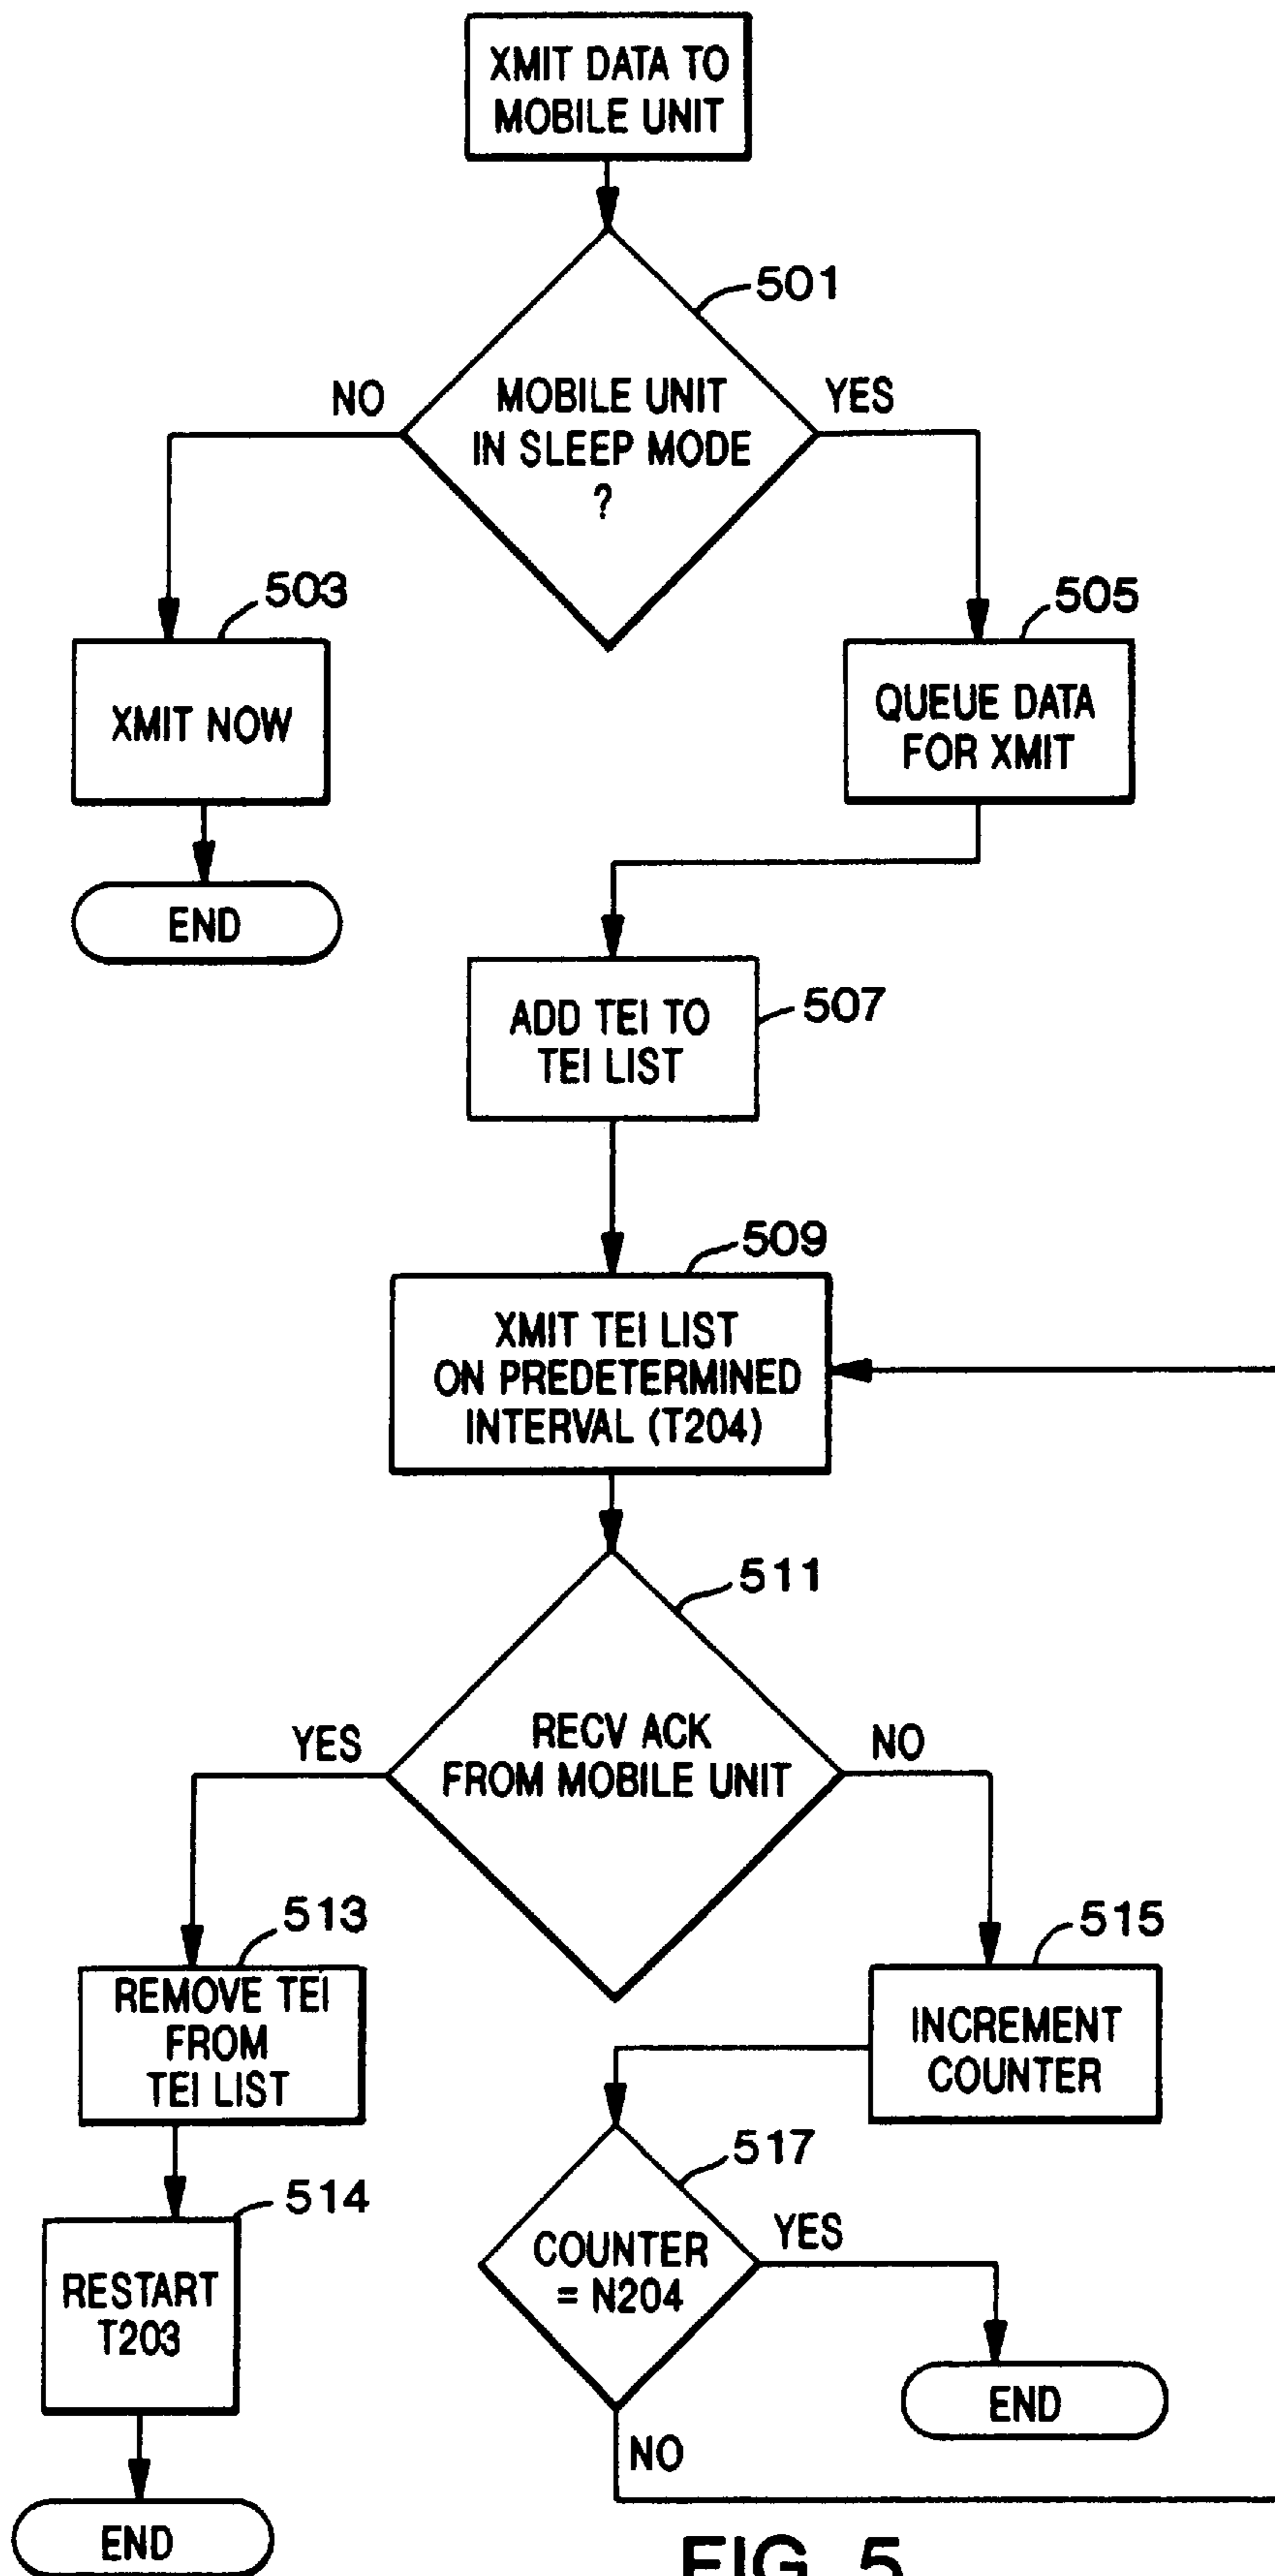 XMIT DATA TO
MOBILE UNIT
501
NO
MOBILE UNIT
IN SLEEP MODE
?
YES
503
XMIT NOW
END
505
QUEUE DATA
FOR XMIT
507
ADD TEI TO
TEI LIST
509
XMIT TEI LIST
ON PREDETERMINED
INTERVAL (T204)
511
YES
RECV ACK
FROM MOBILE UNIT
NO
513
REMOVE TEI
FROM
TEI LIST
514
RESTART
T203
END
515
INCREMENT
COUNTER
517
COUNTER
= N204
YES
END
NO
FIG. 5